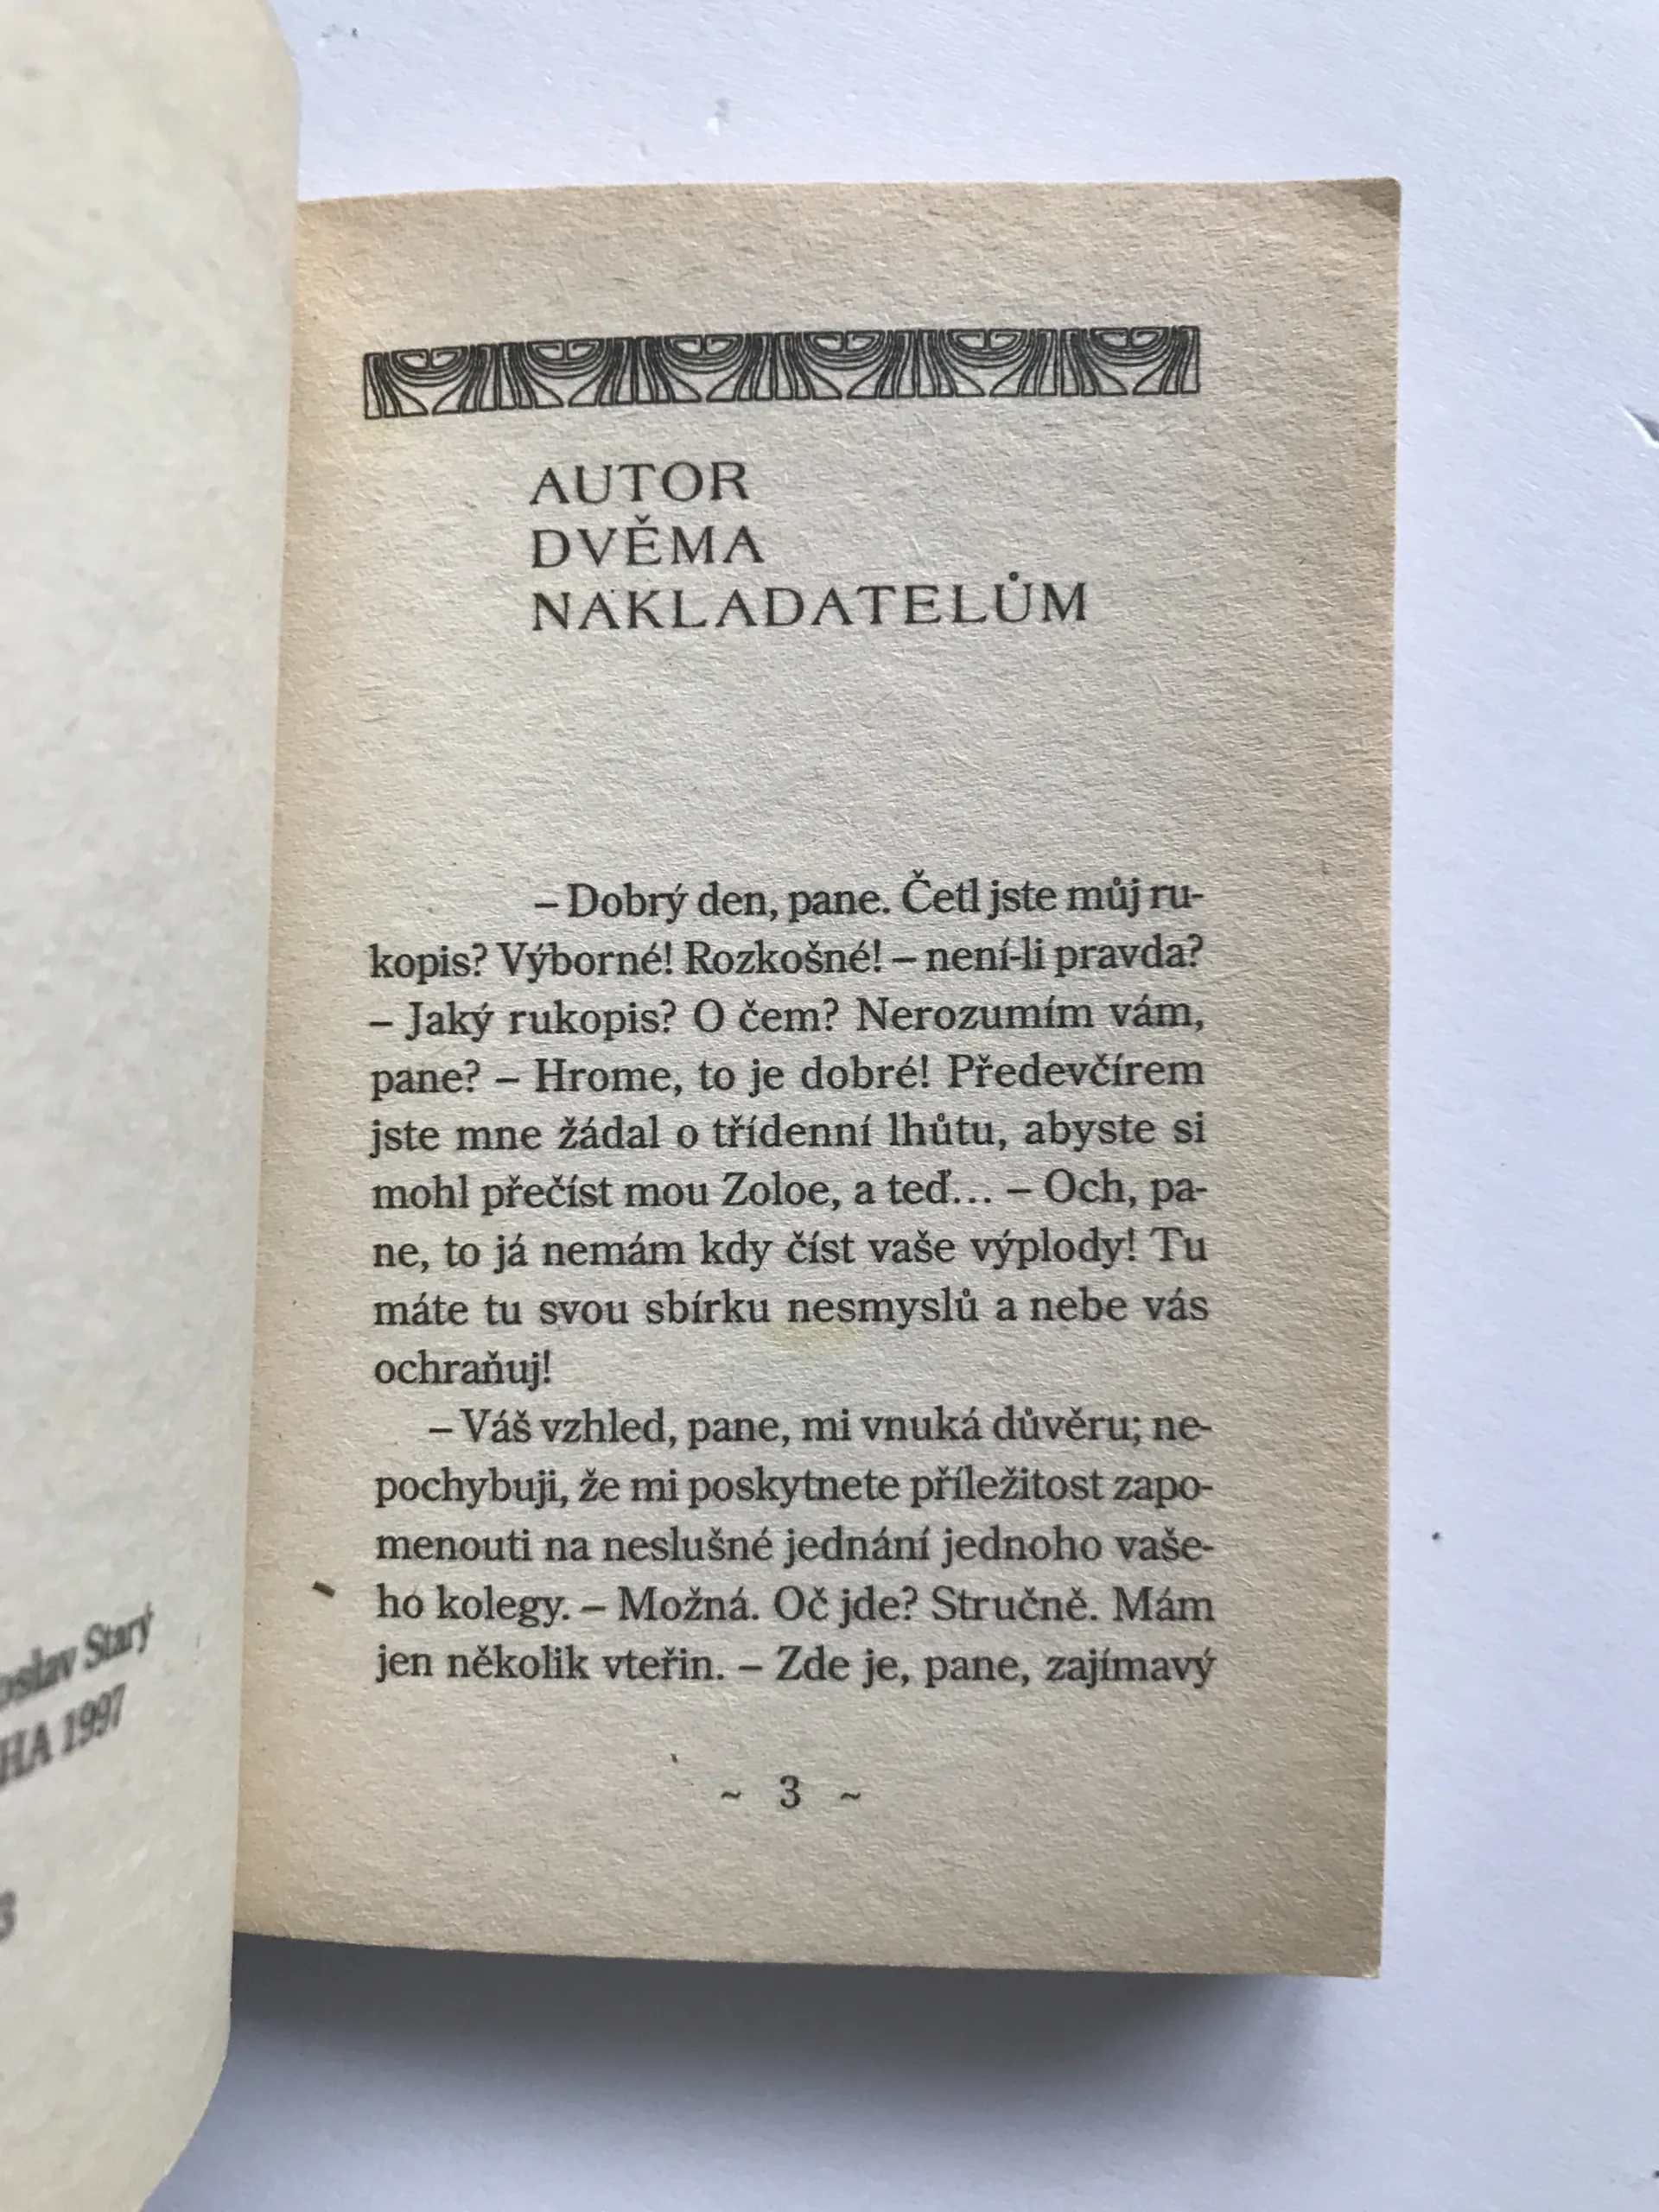 Starý
1997
3
AUTOR
DVĚMA
NAKLADATELŮM
– Dobrý den, pane. Četl jste můj ru-
kopis? Výborné! Rozkošné! – není-li pravda?
– Jaký rukopis? O čem? Nerozumím vám,
pane? – Hrome, to je dobré! Předevčírem
jste mne žádal o třídenní lhůtu, abyste si
mohl přečíst mou Zoloe, a teď... – Och, pa-
ne, to já nemám kdy číst vaše výplody! Tu
máte tu svou sbírku nesmyslů a nebe vás
ochraňuj!
– Váš vzhled, pane, mi vnuká důvěru; ne-
pochybuji, že mi poskytnete příležitost zapo-
menouti na neslušné jednání jednoho vaše-
ho kolegy. – Možná. Oč jde? Stručně. Mám
jen několik vteřin. – Zde je, pane, zajímavý
~ 3 ~